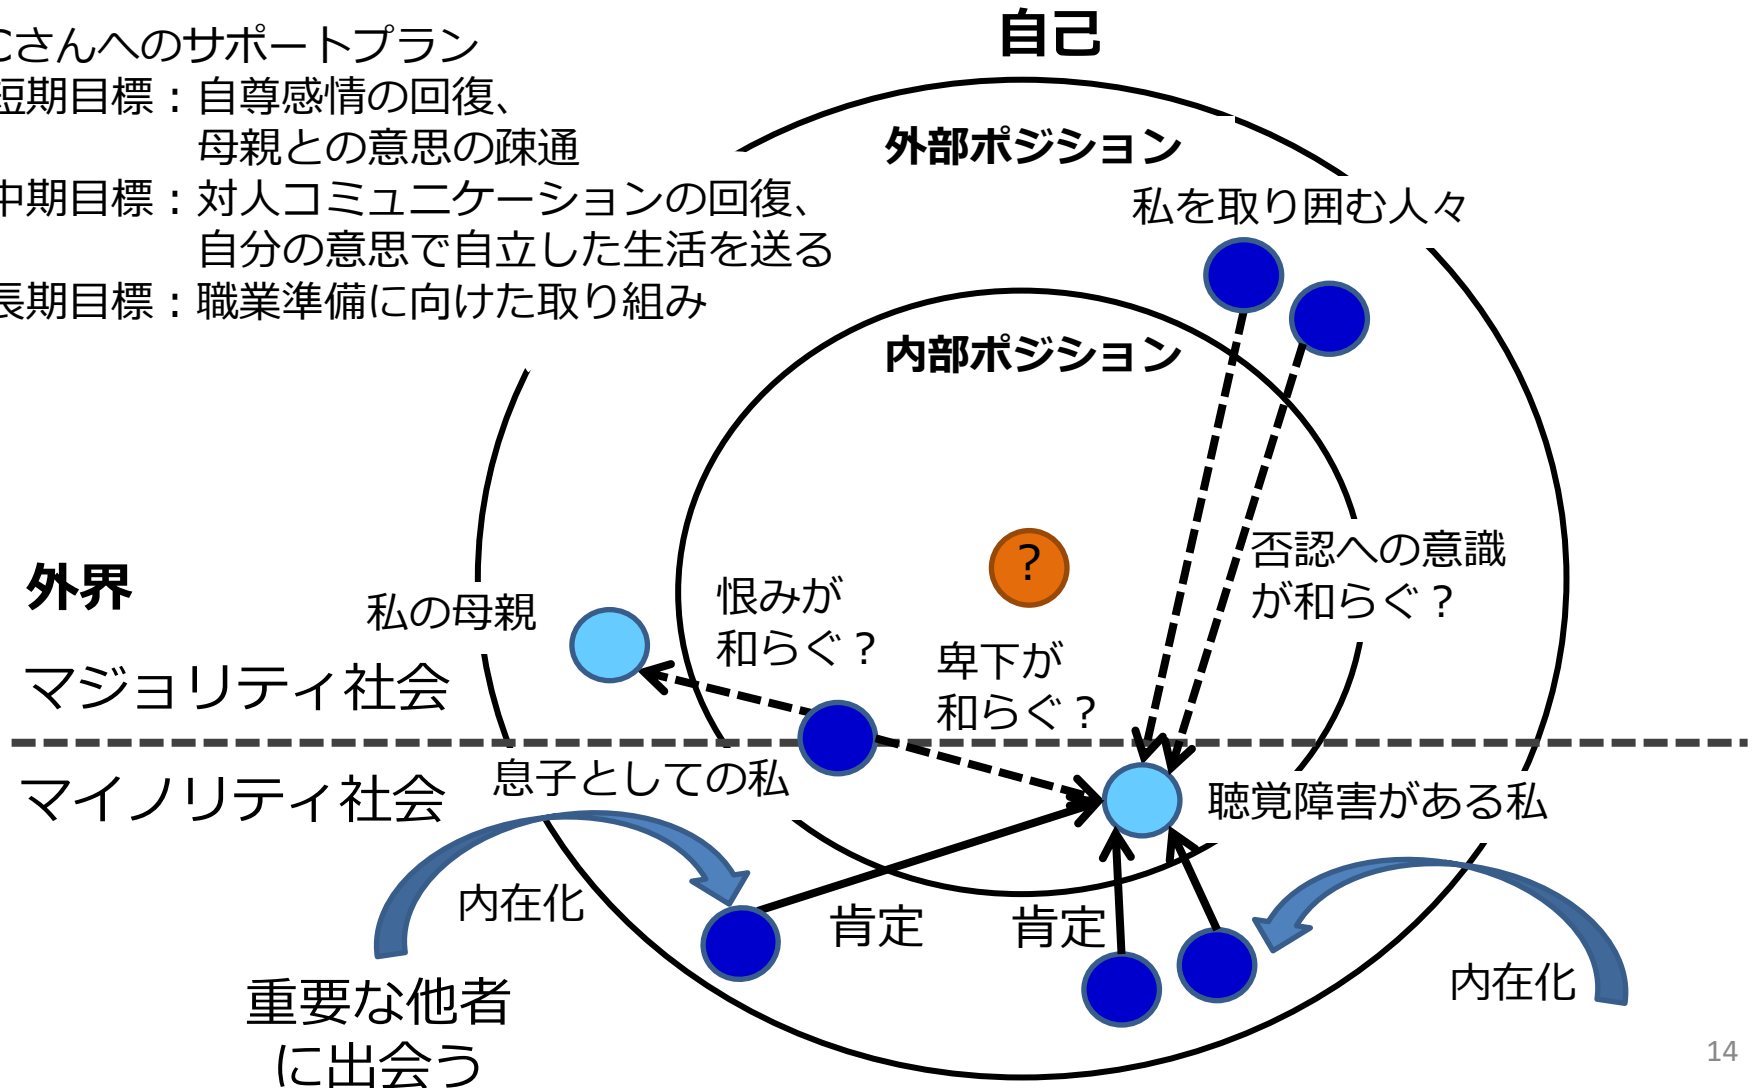 Cさんへのサポートプラン
短期目標：自尊感情の回復、
母親との意思の疎通
中期目標：対人コミュニケーションの回復、
自分の意思で自立した生活を送る
長期目標：職業準備に向けた取り組み
自己
外部ポジション
私を取り囲む人々
内部ポジション
?
否認への意識
が和らぐ？
外界
私の母親
恨みが
和らぐ？
卑下が
和らぐ？
マジョリティ社会
マイノリティ社会
息子としての私
聴覚障害がある私
内在化
肯定
肯定
内在化
重要な他者
に出会う
14